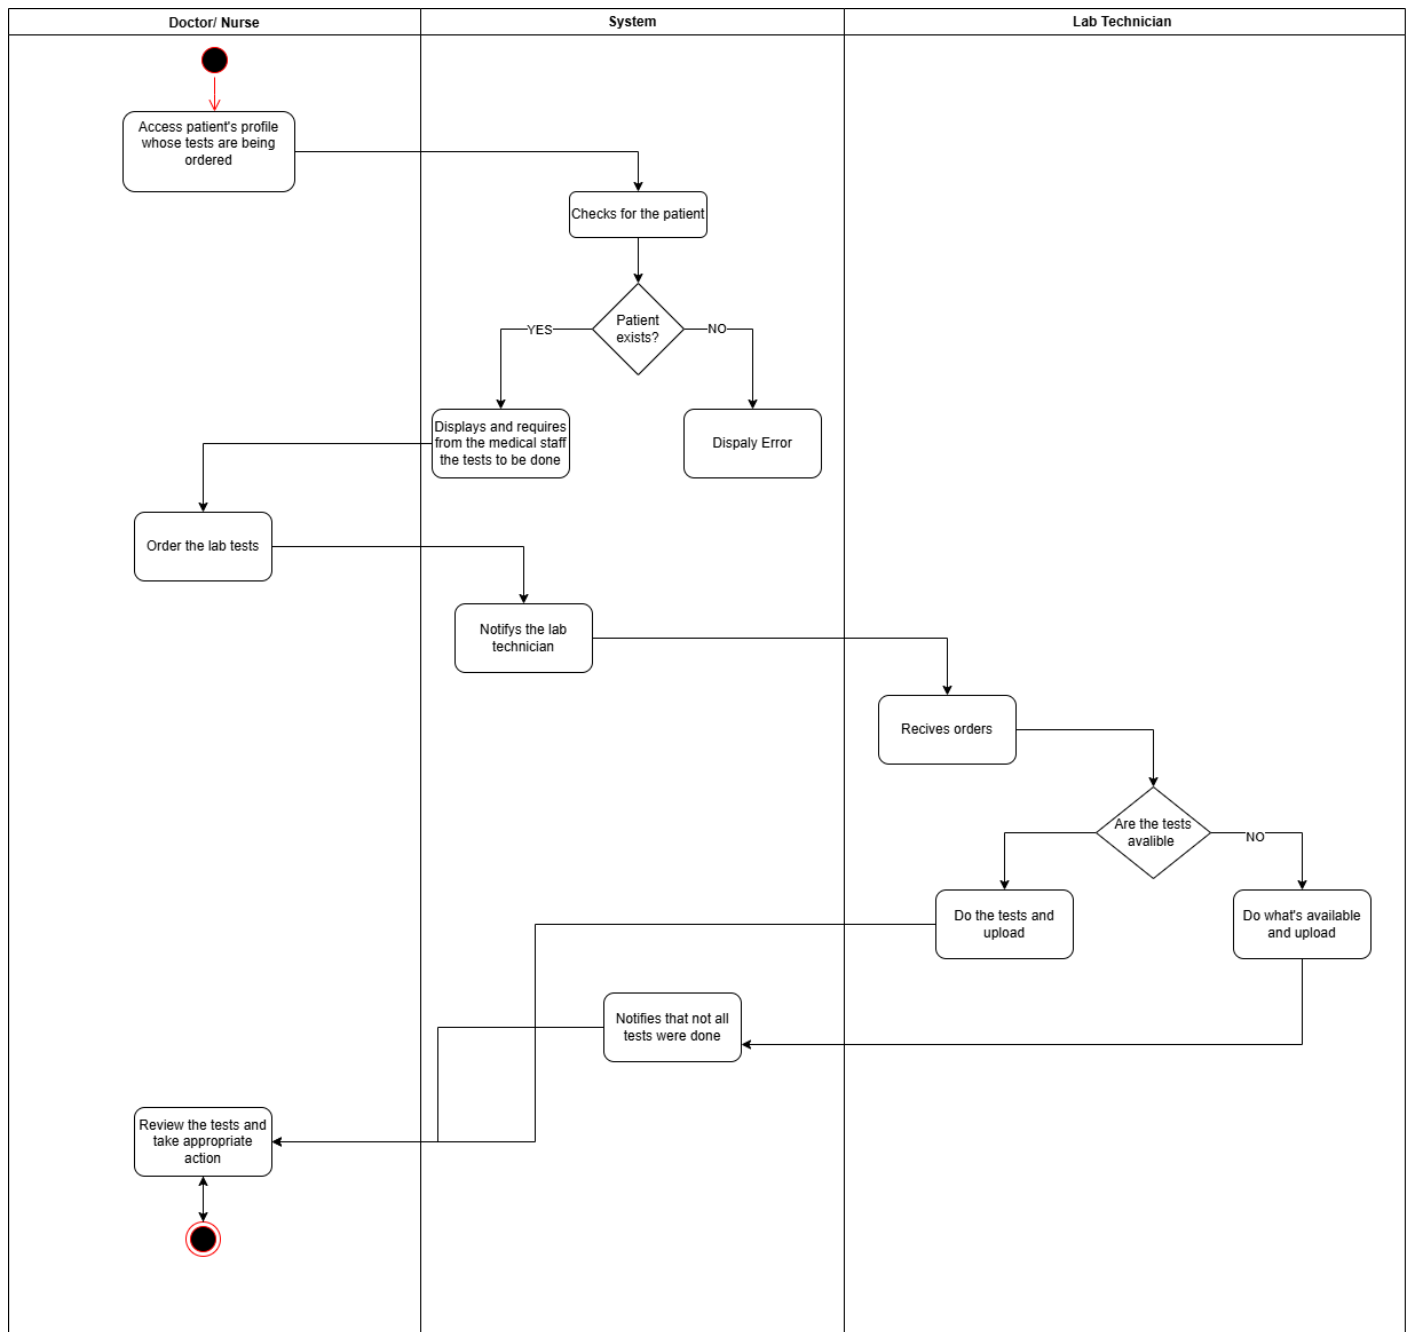 Doctor/ Nurse
System
Lab Technician
Access patient's profile
whose tests are being
ordered
Checks for the patient
Patient
exists?
YES
NO
Displays and requires
from the medical staff
the tests to be done
Dispaly Error
Order the lab tests
Notifys the lab
technician
Recives orders
Are the tests
avalible
NO
Do the tests and
upload
Do what's available
and upload
Notifies that not all
tests were done
Review the tests and
take appropriate
action